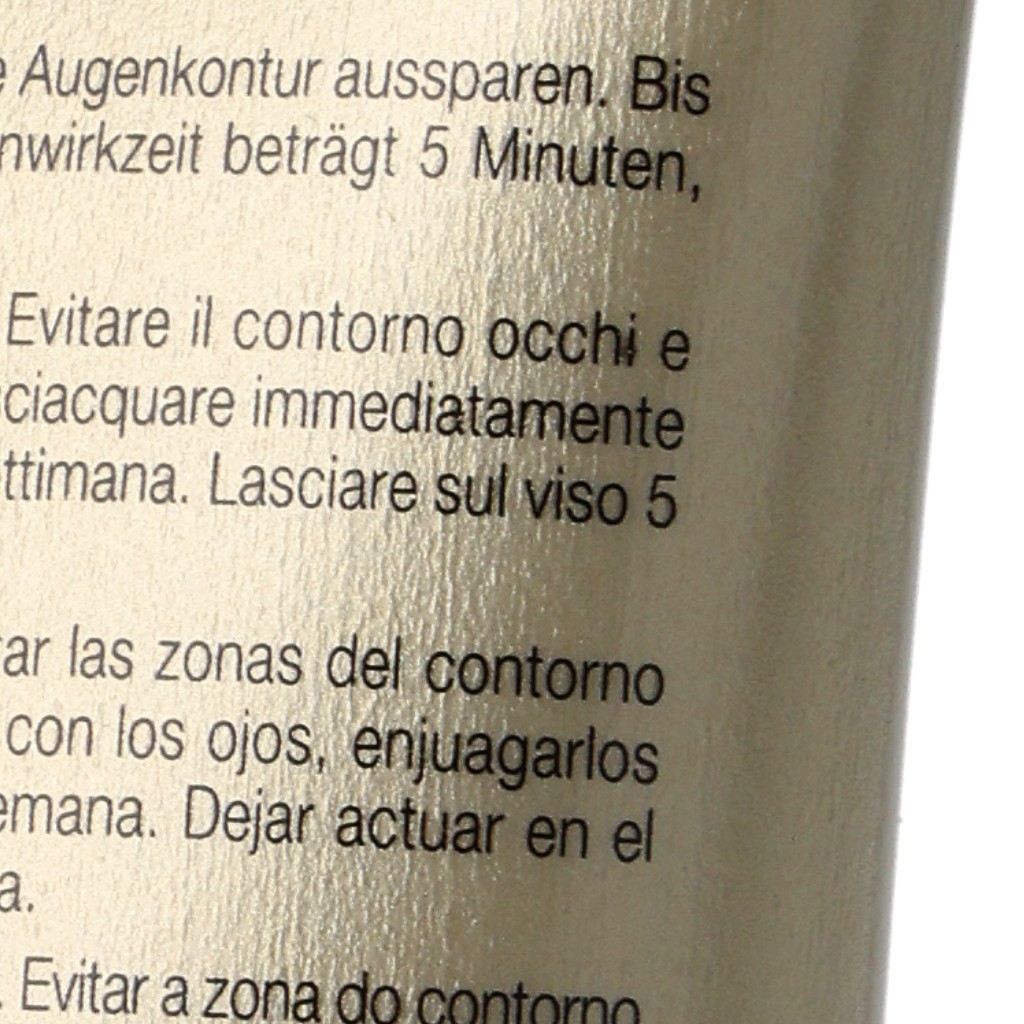 Augenkontur aussparen. Bis
nwirkzeit beträgt 5 Minuten,
Evitare il contorno occhi e
sciacquare immediatamente
ttimana. Lasciare sul viso 5
ar las zonas del contorno
con los ojos, enjuagarlos
emana. Dejar actuar en el
a.
. Evitar a zona do contorno